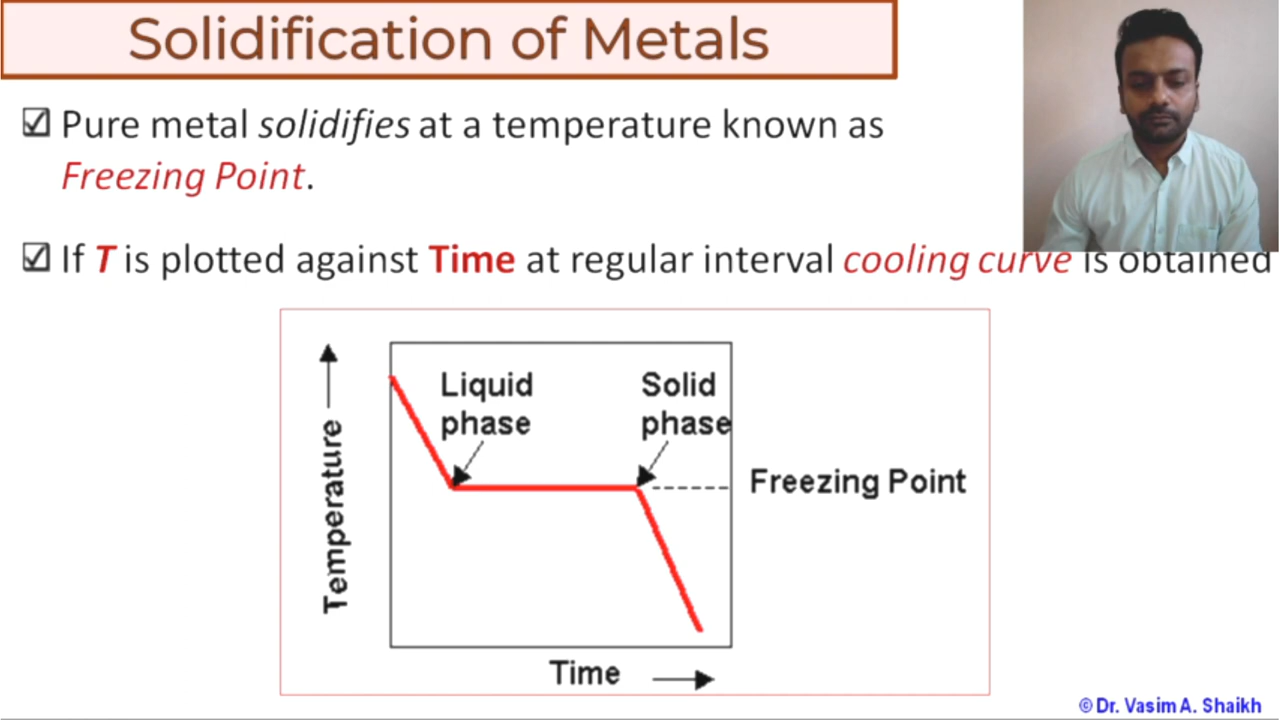 Solidification of Metals
☑ Pure metal solidifies at a temperature known as
Freezing Point.
☑ If T is plotted against Time at regular interval cooling curve is obtained
Liquid
phase
Solid
phase
Freezing Point
Temperature
Time
© Dr. Vasim A. Shaikh